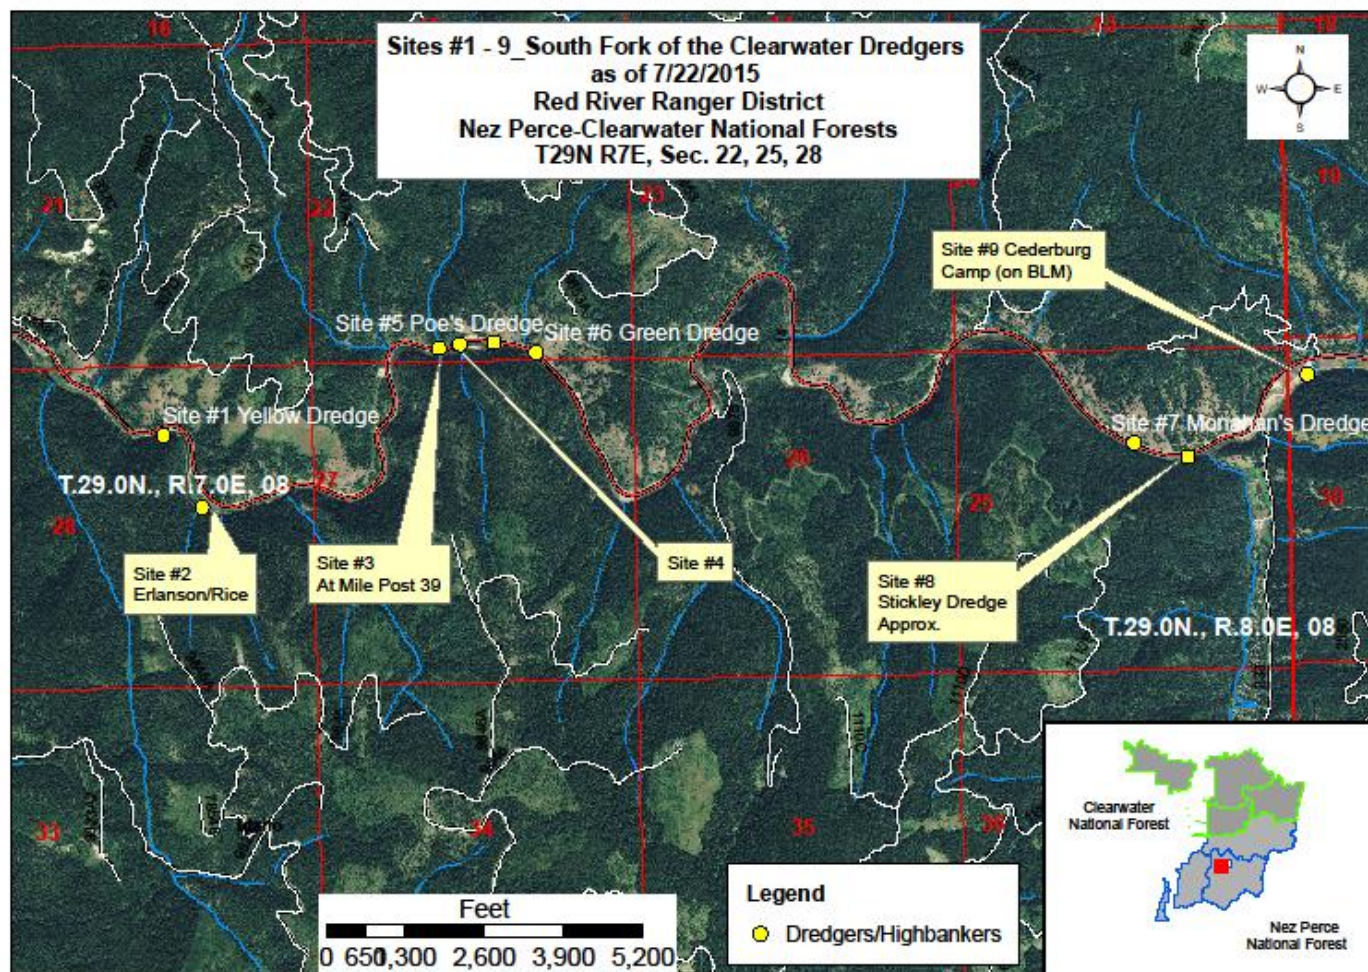 Sites #1 - 9_South Fork of the Clearwater Dredgers
as of 7/22/2015
Red River Ranger District
Nez Perce-Clearwater National Forests
T29N R7E, Sec. 22, 25, 28
N
W
E
S
16
18
19
21
22
23
Site #9 Cederburg
Camp (on BLM)
Site #5 Poe's Dredge
Site #6 Green Dredge
Site #1 Yellow Dredge
Site #7 Monahan's Dredge
T.29.0N., R.7.0E, 08
27
28
26
25
30
Site #2
Erlanson/Rice
Site #3
At Mile Post 39
Site #4
Site #8
Stickley Dredge
Approx.
T.29.0N., R.8.0E, 08
1110C
33
34
35
36
Clearwater
National Forest
Nez Perce
National Forest
Legend
Dredgers/Highbankers
Feet
0 650 1,300 2,600 3,900 5,200